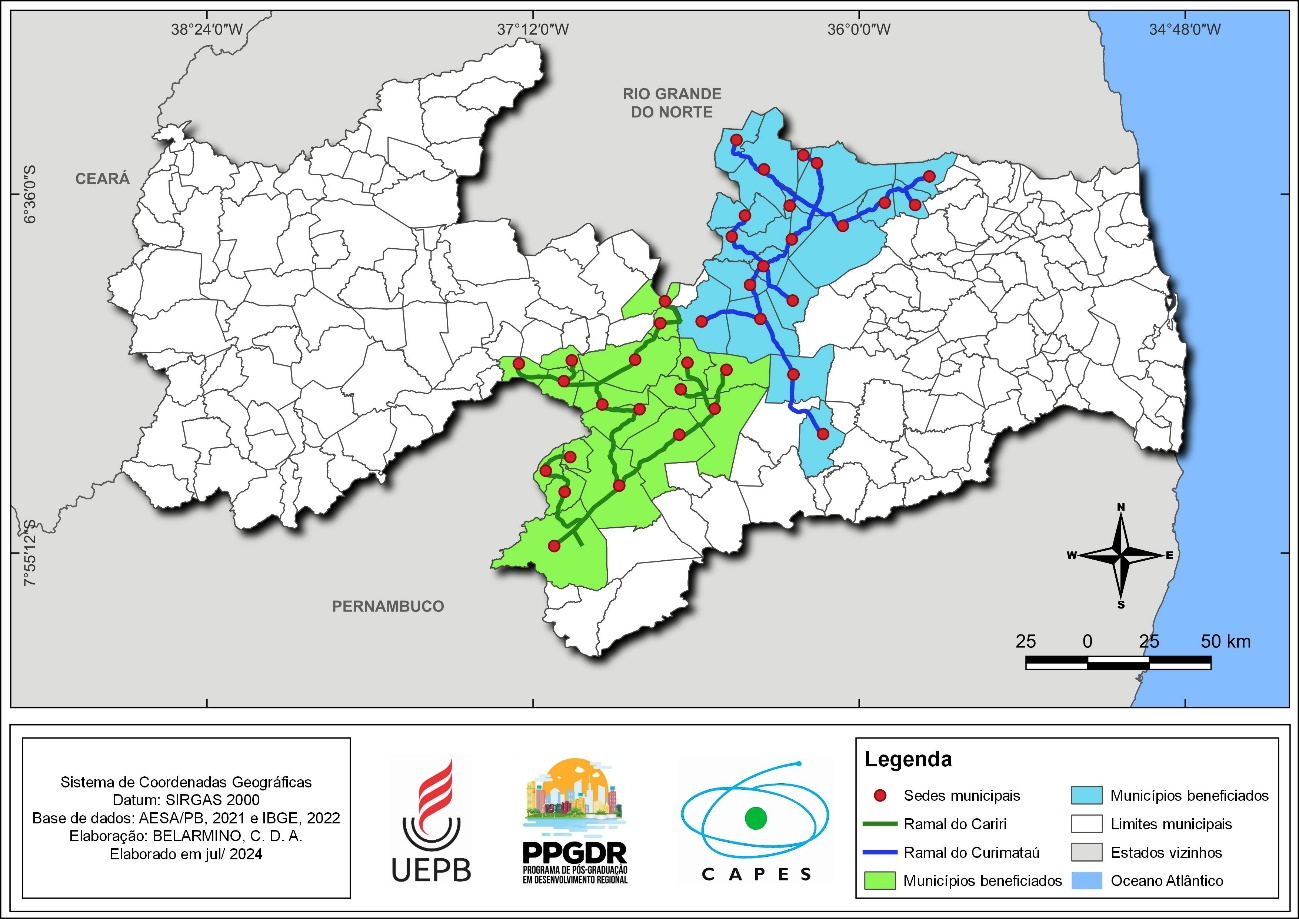 38°24'0"W
37°12'0"W
36°0'0"W
34°48'0"W
RIO GRANDE
DO NORTE
CEARÁ
6°36'0"S
7°55'12"S
PERNAMBUCO
N
W
E
S
25 0 25 50 km
Sistema de Coordenadas Geográficas
Datum: SIRGAS 2000
Base de dados: AESA/PB, 2021 e IBGE, 2022
Elaboração: BELARMINO, C. D. A.
Elaborado em jul/ 2024
UEPB
PPGDR
PROGRAMA DE PÓS-GRADUAÇÃO
EM DESENVOLVIMENTO REGIONAL
CAPES
Legenda
Sedes municipais
Ramal do Cariri
Ramal do Curimataú
Municípios beneficiados
Municípios beneficiados
Limites municipais
Estados vizinhos
Oceano Atlântico